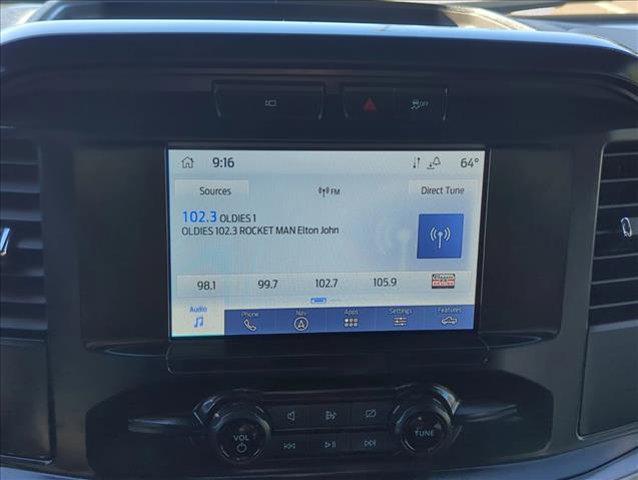 OFF
9:16 64°
Sources FM Direct Tune
102.3 OLDIES 1
OLDIES 102.3 ROCKET MAN Elton John
98.1 99.7 102.7 105.9
Audio Phone Nav Apps Settings Features
VOL TUNE